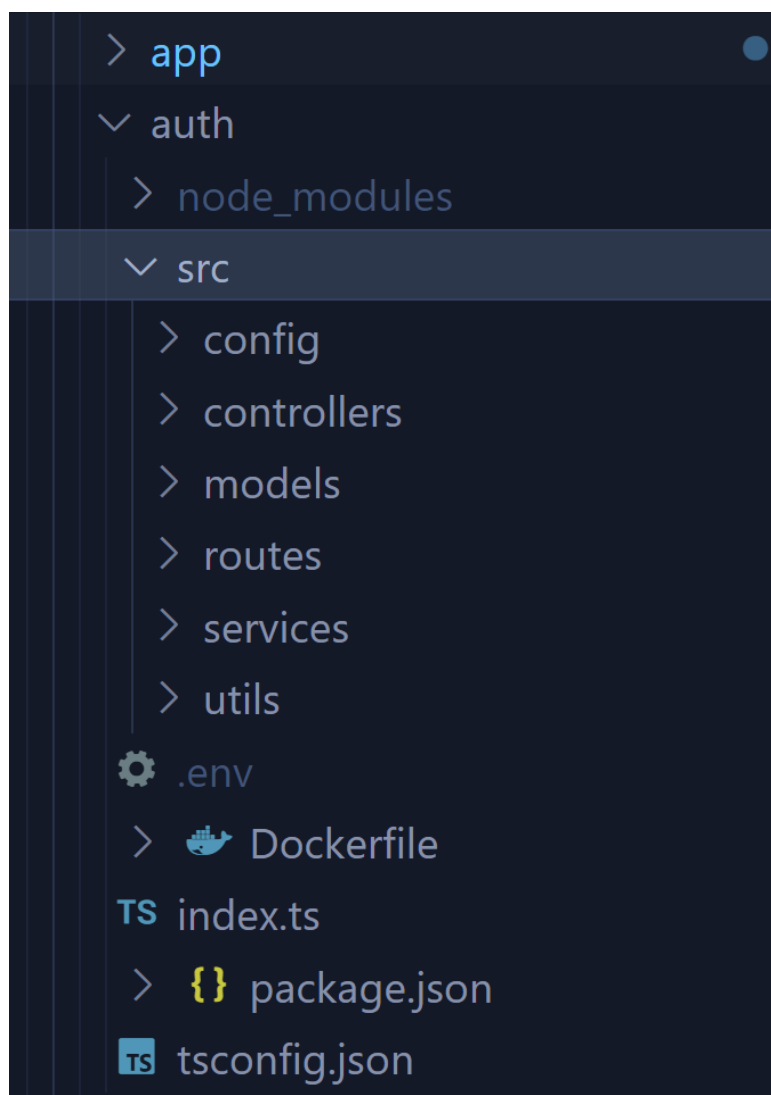 app
auth
node_modules
src
config
controllers
models
routes
services
utils
.env
Dockerfile
TS index.ts
{} package.json
TS tsconfig.json